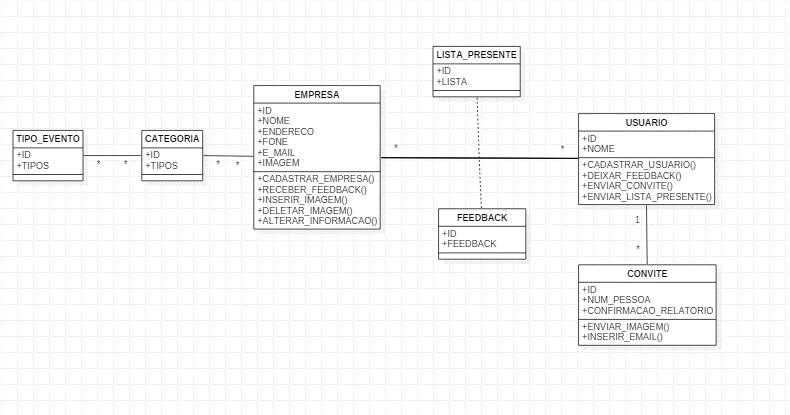 LISTA_PRESENTE
+ID
+LISTA
EMPRESA
+ID
+NOME
+ENDERECO
+FONE
+E_MAIL
+IMAGEM
+CADASTRAR_EMPRESA()
+RECEBER_FEEDBACK()
+INSERIR_IMAGEM()
+DELETAR_IMAGEM()
+ALTERAR_INFORMACAO()
USUARIO
+ID
+NOME
+CADASTRAR_USUARIO()
+DEIXAR_FEEDBACK()
+ENVIAR_CONVITE()
+ENVIAR_LISTA_PRESENTE()
TIPO_EVENTO
+ID
+TIPOS
* *
CATEGORIA
+ID
+TIPOS
* *
* *
FEEDBACK
+ID
+FEEDBACK
1
*
CONVITE
+ID
+NUM_PESSOA
+CONFIRMACAO_RELATORIO
+ENVIAR_IMAGEM()
+INSERIR_EMAIL()